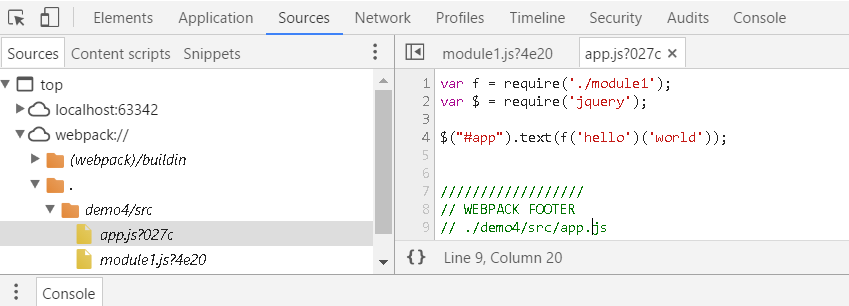 Elements Application Sources Network Profiles Timeline Security Audits Console
Sources Content scripts Snippets
module1.js?4e20 app.js?027c ×
top
localhost:63342
webpack://
(webpack)/buildin
.
demo4/src
app.js?027c
module1.js?4e20
1 var f = require('./module1');
2 var $ = require('jquery');
3
4 $("#app").text(f('hello')('world'));
5
6
7 //////////////////
8 // WEBPACK FOOTER
9 // ./demo4/src/app.js
{} Line 9, Column 20
Console